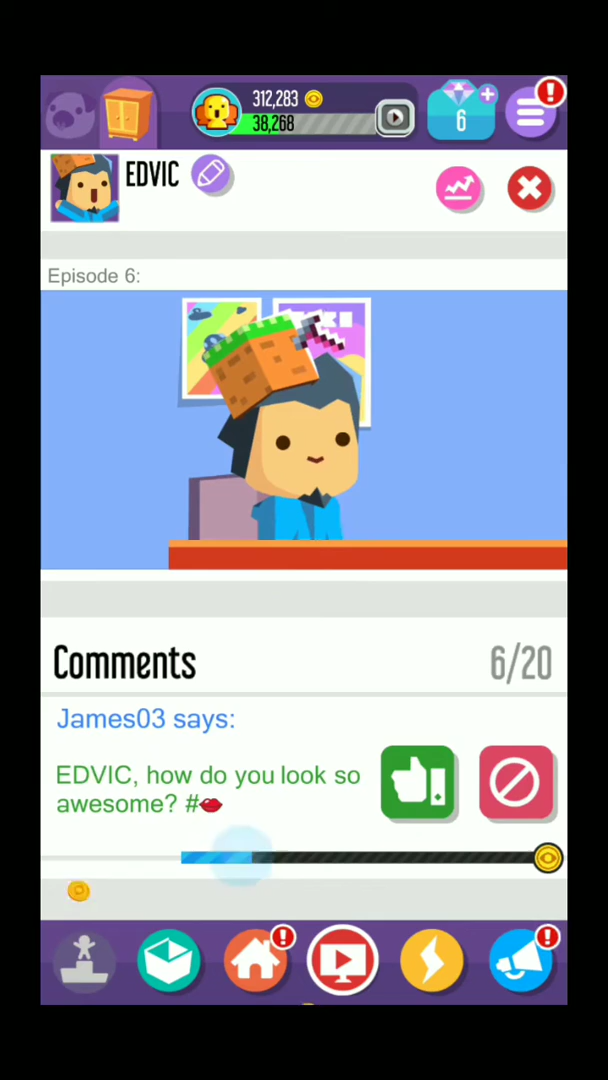 312,283
38,268
6
EDVIC
Episode 6:
Comments 6/20
James03 says:
EDVIC, how do you look so
awesome? #👄